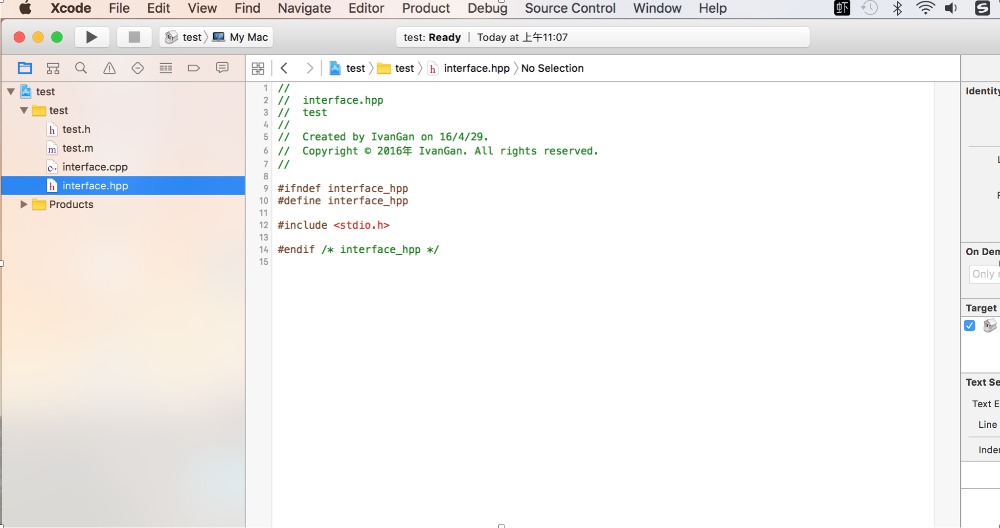 Xcode File Edit View Find Navigate Editor Product Debug Source Control Window Help 虾 S
test My Mac test: Ready | Today at 上午11:07
test test h interface.hpp No Selection
test
test
h test.h
m test.m
C++ interface.cpp
h interface.hpp
Products
1 //
2 // interface.hpp
3 // test
4 //
5 // Created by IvanGan on 16/4/29.
6 // Copyright © 2016年 IvanGan. All rights reserved.
7 //
8
9 #ifndef interface_hpp
10 #define interface_hpp
11
12 #include <stdio.h>
13
14 #endif /* interface_hpp */
15
Identity
On Dem
Only
Target
Text Se
Text E
Line
Inden